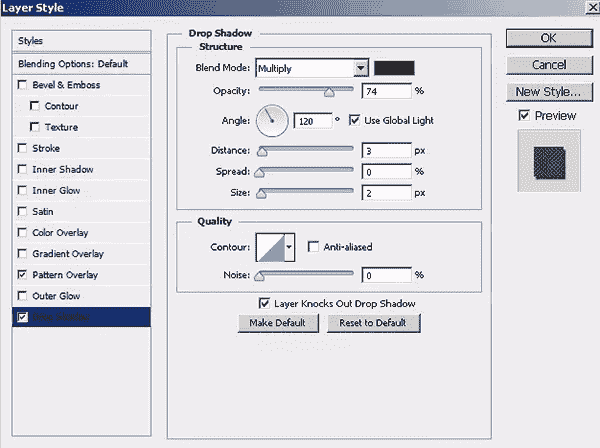 Layer Style
Styles
Blending Options: Default
Bevel & Emboss
Contour
Texture
Stroke
Inner Shadow
Inner Glow
Satin
Color Overlay
Gradient Overlay
Pattern Overlay
Outer Glow
Drop Shadow
Structure
Blend Mode: Multiply
Opacity: 74 %
Angle: 120 ° Use Global Light
Distance: 3 px
Spread: 0 %
Size: 2 px
Quality
Contour: Anti-aliased
Noise: 0 %
Layer Knocks Out Drop Shadow
Make Default Reset to Default
OK
Cancel
New Style...
Preview